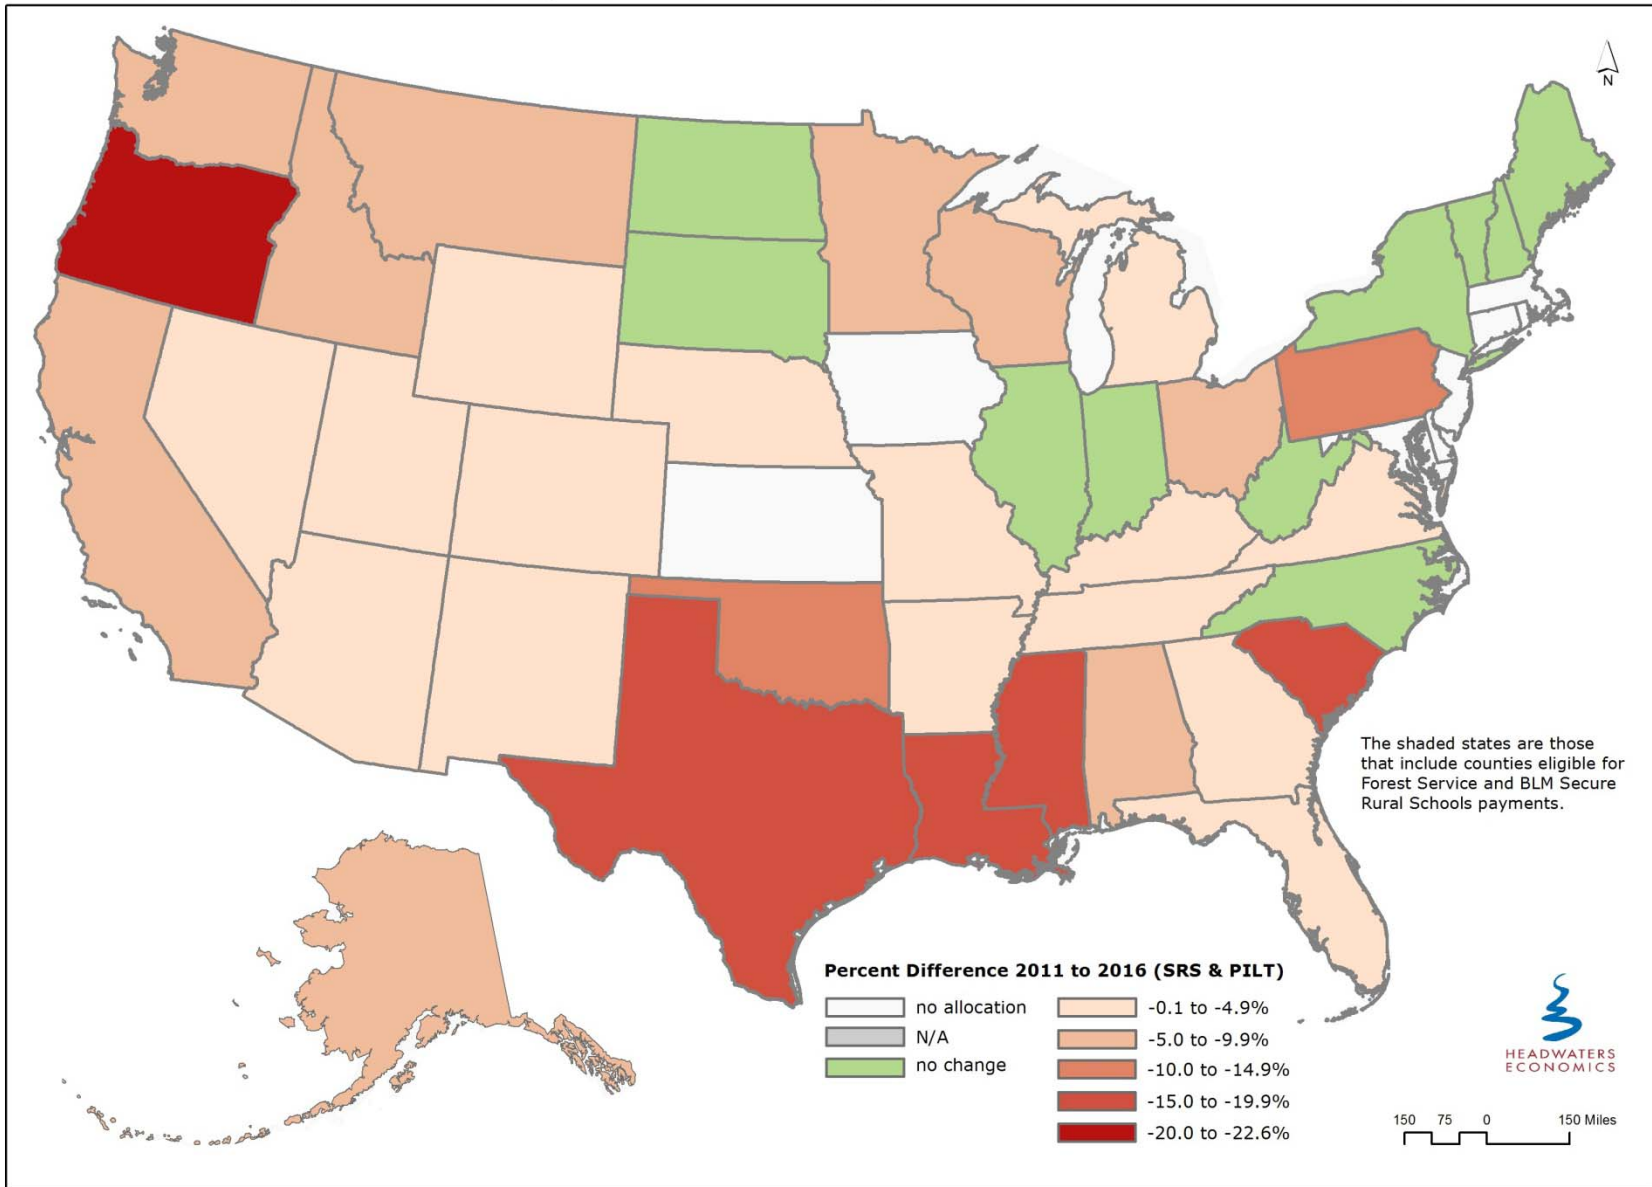 N
The shaded states are those
that include counties eligible for
Forest Service and BLM Secure
Rural Schools payments.
Percent Difference 2011 to 2016 (SRS & PILT)
no allocation
N/A
no change
-0.1 to -4.9%
-5.0 to -9.9%
-10.0 to -14.9%
-15.0 to -19.9%
-20.0 to -22.6%
HEADWATERS
ECONOMICS
150 75 0 150 Miles